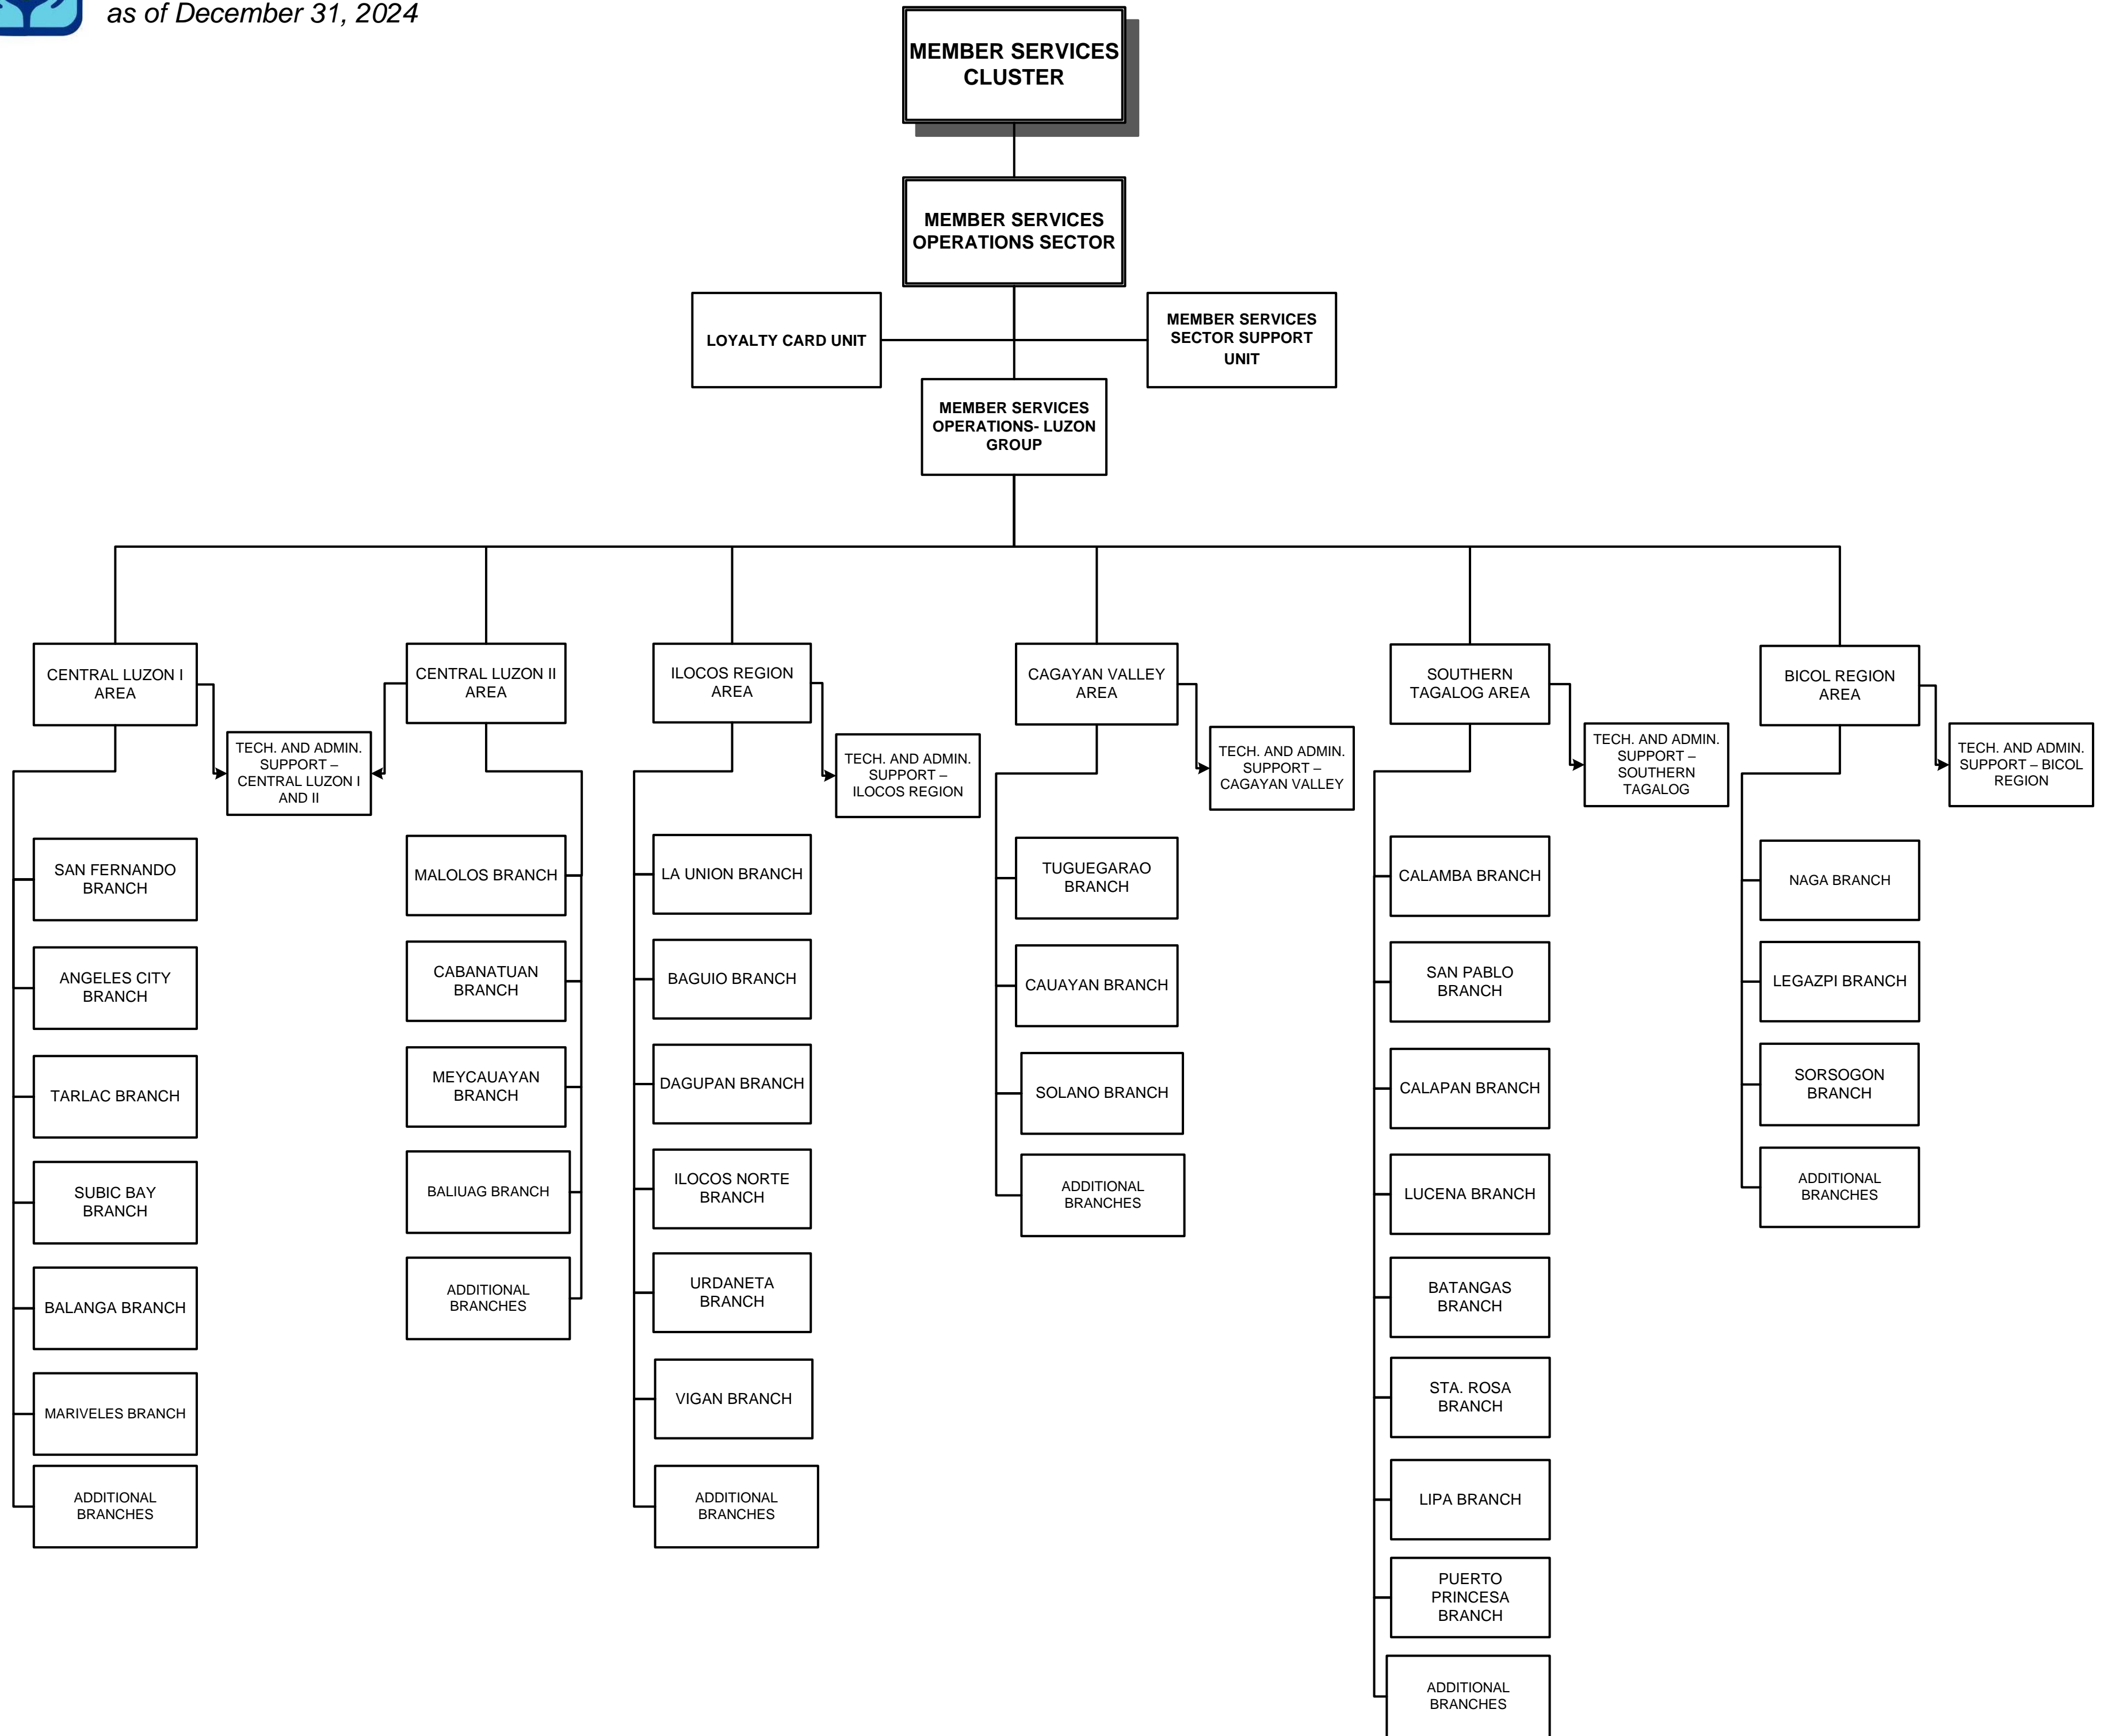 as of December 31, 2024
MEMBER SERVICES
CLUSTER
MEMBER SERVICES
OPERATIONS SECTOR
LOYALTY CARD UNIT
MEMBER SERVICES
SECTOR SUPPORT
UNIT
MEMBER SERVICES
OPERATIONS- LUZON
GROUP
CENTRAL LUZON I
AREA
TECH. AND ADMIN.
SUPPORT –
CENTRAL LUZON I
AND II
CENTRAL LUZON II
AREA
ILOCOS REGION
AREA
TECH. AND ADMIN.
SUPPORT –
ILOCOS REGION
CAGAYAN VALLEY
AREA
TECH. AND ADMIN.
SUPPORT –
CAGAYAN VALLEY
SOUTHERN
TAGALOG AREA
TECH. AND ADMIN.
SUPPORT –
SOUTHERN
TAGALOG
BICOL REGION
AREA
TECH. AND ADMIN.
SUPPORT – BICOL
REGION
SAN FERNANDO
BRANCH
ANGELES CITY
BRANCH
TARLAC BRANCH
SUBIC BAY
BRANCH
BALANGA BRANCH
MARIVELES BRANCH
ADDITIONAL
BRANCHES
MALOLOS BRANCH
CABANATUAN
BRANCH
MEYCAUAYAN
BRANCH
BALIUAG BRANCH
ADDITIONAL
BRANCHES
LA UNION BRANCH
BAGUIO BRANCH
DAGUPAN BRANCH
ILOCOS NORTE
BRANCH
URDANETA
BRANCH
VIGAN BRANCH
ADDITIONAL
BRANCHES
TUGUEGARAO
BRANCH
CAUAYAN BRANCH
SOLANO BRANCH
ADDITIONAL
BRANCHES
CALAMBA BRANCH
SAN PABLO
BRANCH
CALAPAN BRANCH
LUCENA BRANCH
BATANGAS
BRANCH
STA. ROSA
BRANCH
LIPA BRANCH
PUERTO
PRINCESA
BRANCH
ADDITIONAL
BRANCHES
NAGA BRANCH
LEGAZPI BRANCH
SORSOGON
BRANCH
ADDITIONAL
BRANCHES